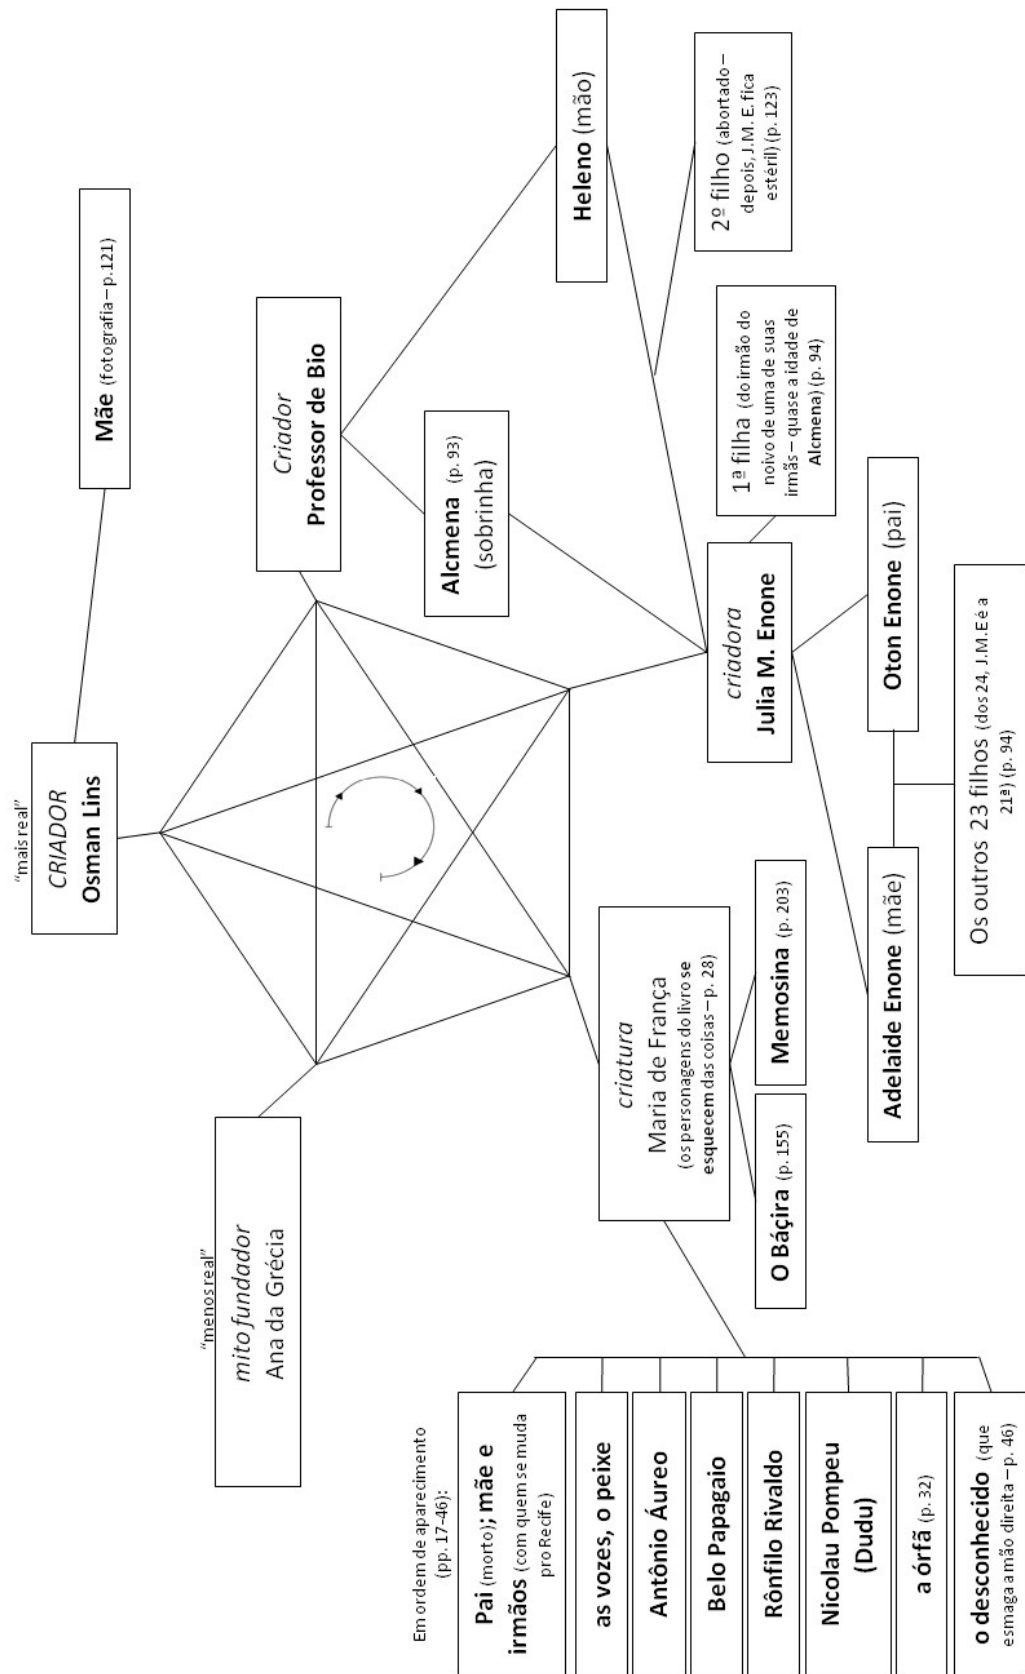 "menos real"
mito fundador
Ana da Grécia
"mais real"
CRIADOR
Osman Lins
Mãe (fotografia – p.121)
Criador
Professor de Bio
Alcmena (p. 93)
(sobrinha)
Heleno (mão)
Em ordem de aparecimento
(pp. 17-46):
Pai (morto); mãe e
irmãos (com quem se muda
pro Recife)
as vozes, o peixe
Antônio Áureo
Belo Papagaio
Rônfilo Rivaldo
Nicolau Pompeu
(Dudu)
a órfã (p. 32)
o desconhecido (que
esmaga a mão direita – p. 46)
criatura
Maria de França
(os personagens do livro se
esquecem das coisas – p. 28)
O Báçira (p. 155)
Memosina (p. 203)
criadora
Julia M. Enone
1ª filha (do irmão do
noivo de uma de suas
irmãs – quase a idade de
Alcmena) (p. 94)
2º filho (abortado –
depois, J.M. E. fica
estéril) (p. 123)
Adelaide Enone (mãe)
Oton Enone (pai)
Os outros 23 filhos (dos 24, J.M.E é a
21ª) (p. 94)